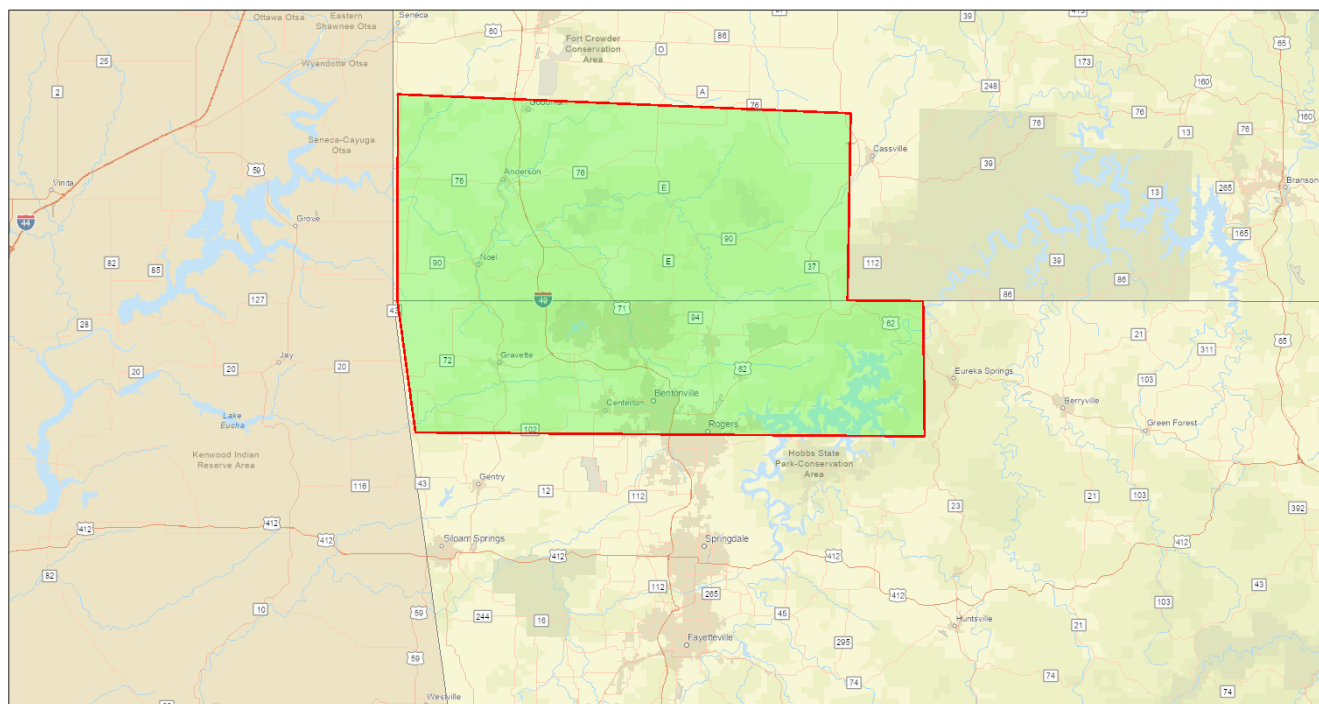 Ottawa Otsa
Eastern
Shawnee Otsa
Seneca
39
65
60
Fort Crowder
Conservation
Area
86
O
25
Wyandotte Otsa
173
160
2
248
A
76
76
Goodman
76
160
13
76
Seneca-Cayuga
Otsa
Cassville
59
39
Vinita
76
Anderson
76
E
13
265
Branson
44
Grove
165
90
82
85
90
Noel
E
37
112
39
86
127
43
49
71
86
28
94
62
21
65
311
72
Gravette
Jay
20
20
20
62
Eureka Springs
103
Bentonville
Centerton
Berryville
Lake
Eucha
102
Rogers
Green Forest
Kenwood Indian
Reserve Area
Hobbs State
Park-Conservation
Area
116
43
Gentry
12
112
21
103
23
392
412
412
412
Siloam Springs
412
Springdale
412
412
412
82
112
265
412
43
103
10
59
244
16
45
Huntsville
21
295
Fayetteville
59
74
74
74
Westville